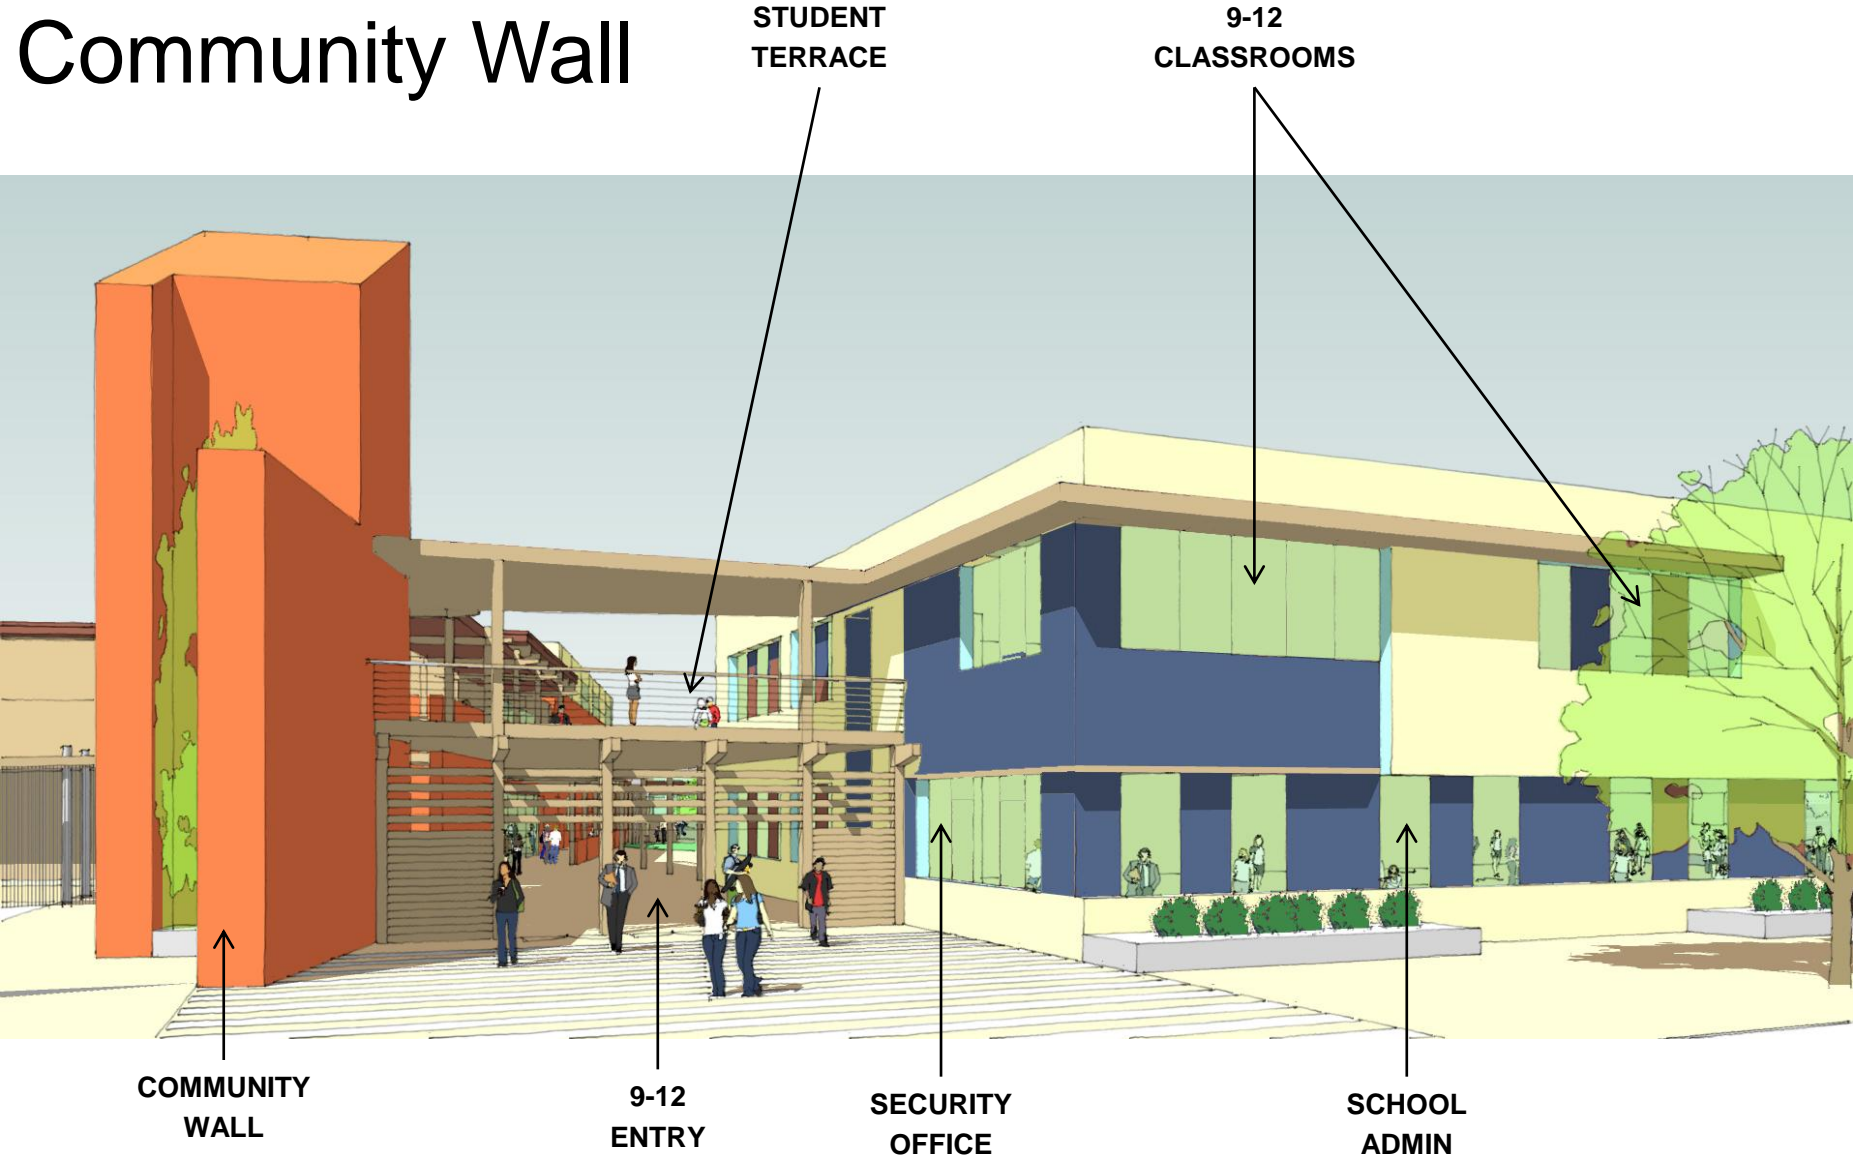 Community Wall
STUDENT
TERRACE
9-12
CLASSROOMS
COMMUNITY
WALL
9-12
ENTRY
SECURITY
OFFICE
SCHOOL
ADMIN